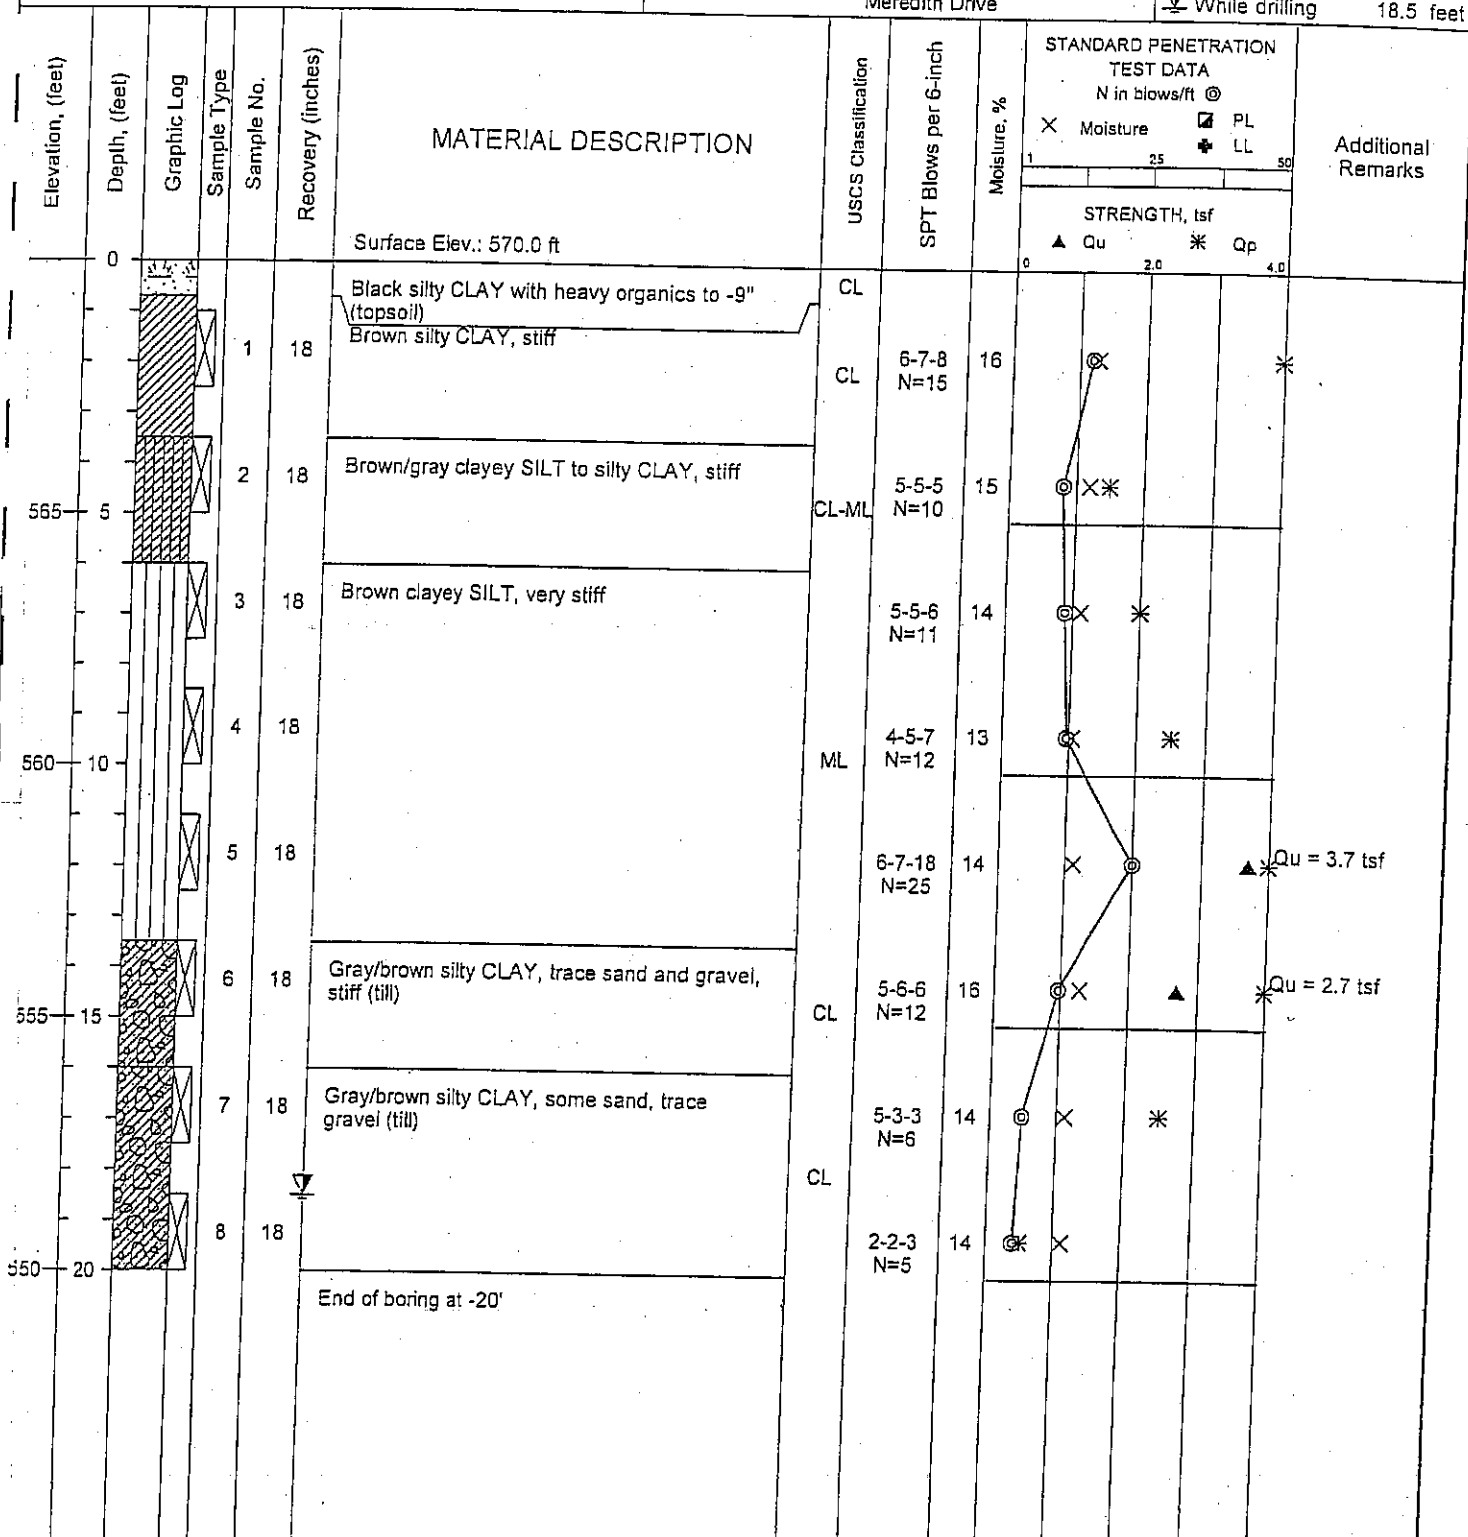 Meredith Drive
While drilling 18.5 feet
Elevation, (feet)
Depth, (feet)
Graphic Log
Sample Type
Sample No.
Recovery (inches)
MATERIAL DESCRIPTION
USCS Classification
SPT Blows per 6-inch
Moisture, %
STANDARD PENETRATION
TEST DATA
N in blows/ft
Moisture
PL
LL
1 25 50
STRENGTH, tsf
Qu Qp
0 2.0 4.0
Additional
Remarks
Surface Elev.: 570.0 ft
0
Black silty CLAY with heavy organics to -9"
(topsoil)
CL
Brown silty CLAY, stiff
1 18
CL
6-7-8 16
N=15
Brown/gray clayey SILT to silty CLAY, stiff
2 18
5-5-5 15
565 5
CL-ML
N=10
Brown clayey SILT, very stiff
3 18
5-5-6 14
N=11
4 18
4-5-7 13
N=12
560 10
ML
5 18
6-7-18 14
N=25
Qu = 3.7 tsf
Gray/brown silty CLAY, trace sand and gravel,
stiff (till)
6 18
5-6-6 16
N=12
Qu = 2.7 tsf
555 15
CL
Gray/brown silty CLAY, some sand, trace
gravel (till)
7 18
5-3-3 14
N=6
CL
8 18
2-2-3 14
N=5
550 20
End of boring at -20'